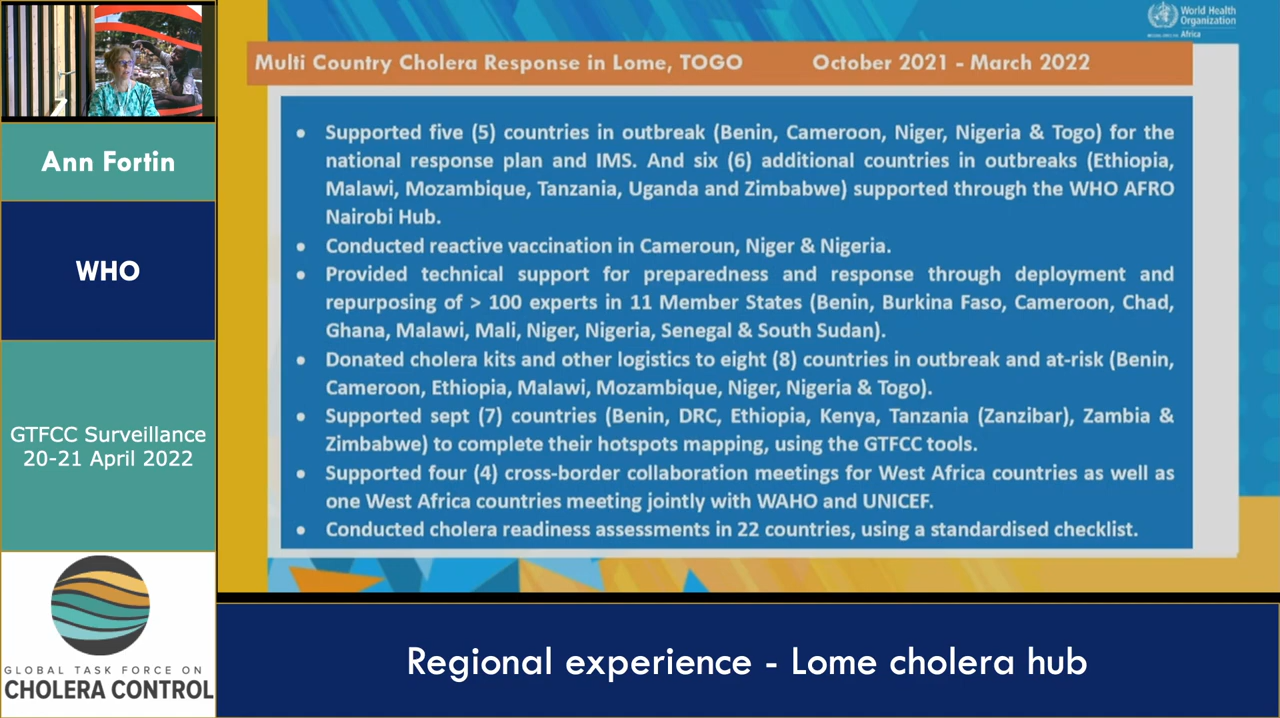 World Health
Organization
Africa
Multi Country Cholera Response in Lome, TOGO October 2021 - March 2022
• Supported five (5) countries in outbreak (Benin, Cameroon, Niger, Nigeria & Togo) for the
national response plan and IMS. And six (6) additional countries in outbreaks (Ethiopia,
Malawi, Mozambique, Tanzania, Uganda and Zimbabwe) supported through the WHO AFRO
Nairobi Hub.
• Conducted reactive vaccination in Cameroun, Niger & Nigeria.
• Provided technical support for preparedness and response through deployment and
repurposing of > 100 experts in 11 Member States (Benin, Burkina Faso, Cameroon, Chad,
Ghana, Malawi, Mali, Niger, Nigeria, Senegal & South Sudan).
• Donated cholera kits and other logistics to eight (8) countries in outbreak and at-risk (Benin,
Cameroon, Ethiopia, Malawi, Mozambique, Niger, Nigeria & Togo).
• Supported sept (7) countries (Benin, DRC, Ethiopia, Kenya, Tanzania (Zanzibar), Zambia &
Zimbabwe) to complete their hotspots mapping, using the GTFCC tools.
• Supported four (4) cross-border collaboration meetings for West Africa countries as well as
one West Africa countries meeting jointly with WAHO and UNICEF.
• Conducted cholera readiness assessments in 22 countries, using a standardised checklist.
Ann Fortin
WHO
GTFCC Surveillance
20-21 April 2022
GLOBAL TASK FORCE ON
CHOLERA CONTROL
Regional experience - Lome cholera hub